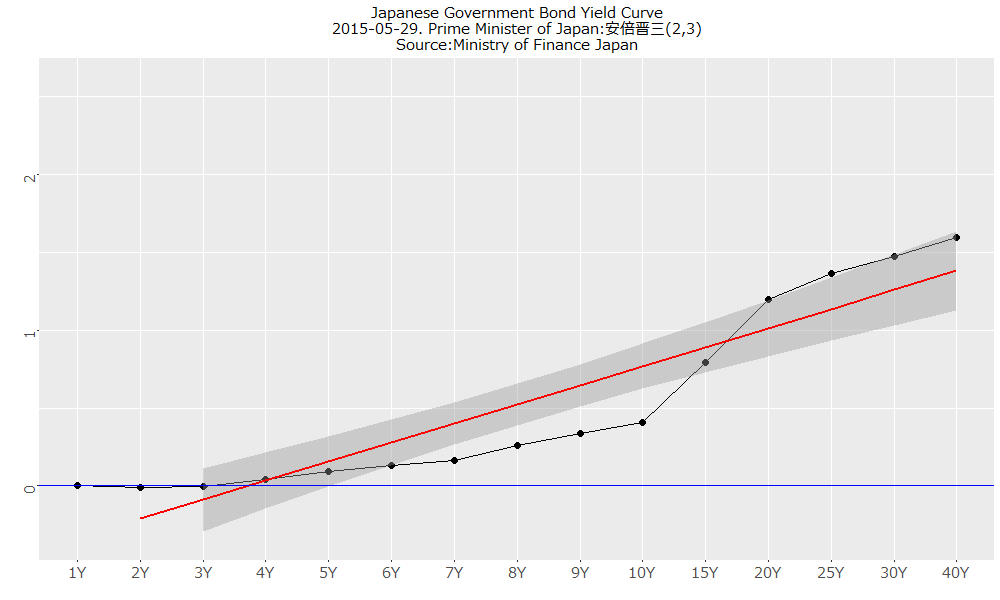 Japanese Government Bond Yield Curve
2015-05-29. Prime Minister of Japan:安倍晋三(2,3)
Source:Ministry of Finance Japan
2
1
0
1Y 2Y 3Y 4Y 5Y 6Y 7Y 8Y 9Y 10Y 15Y 20Y 25Y 30Y 40Y